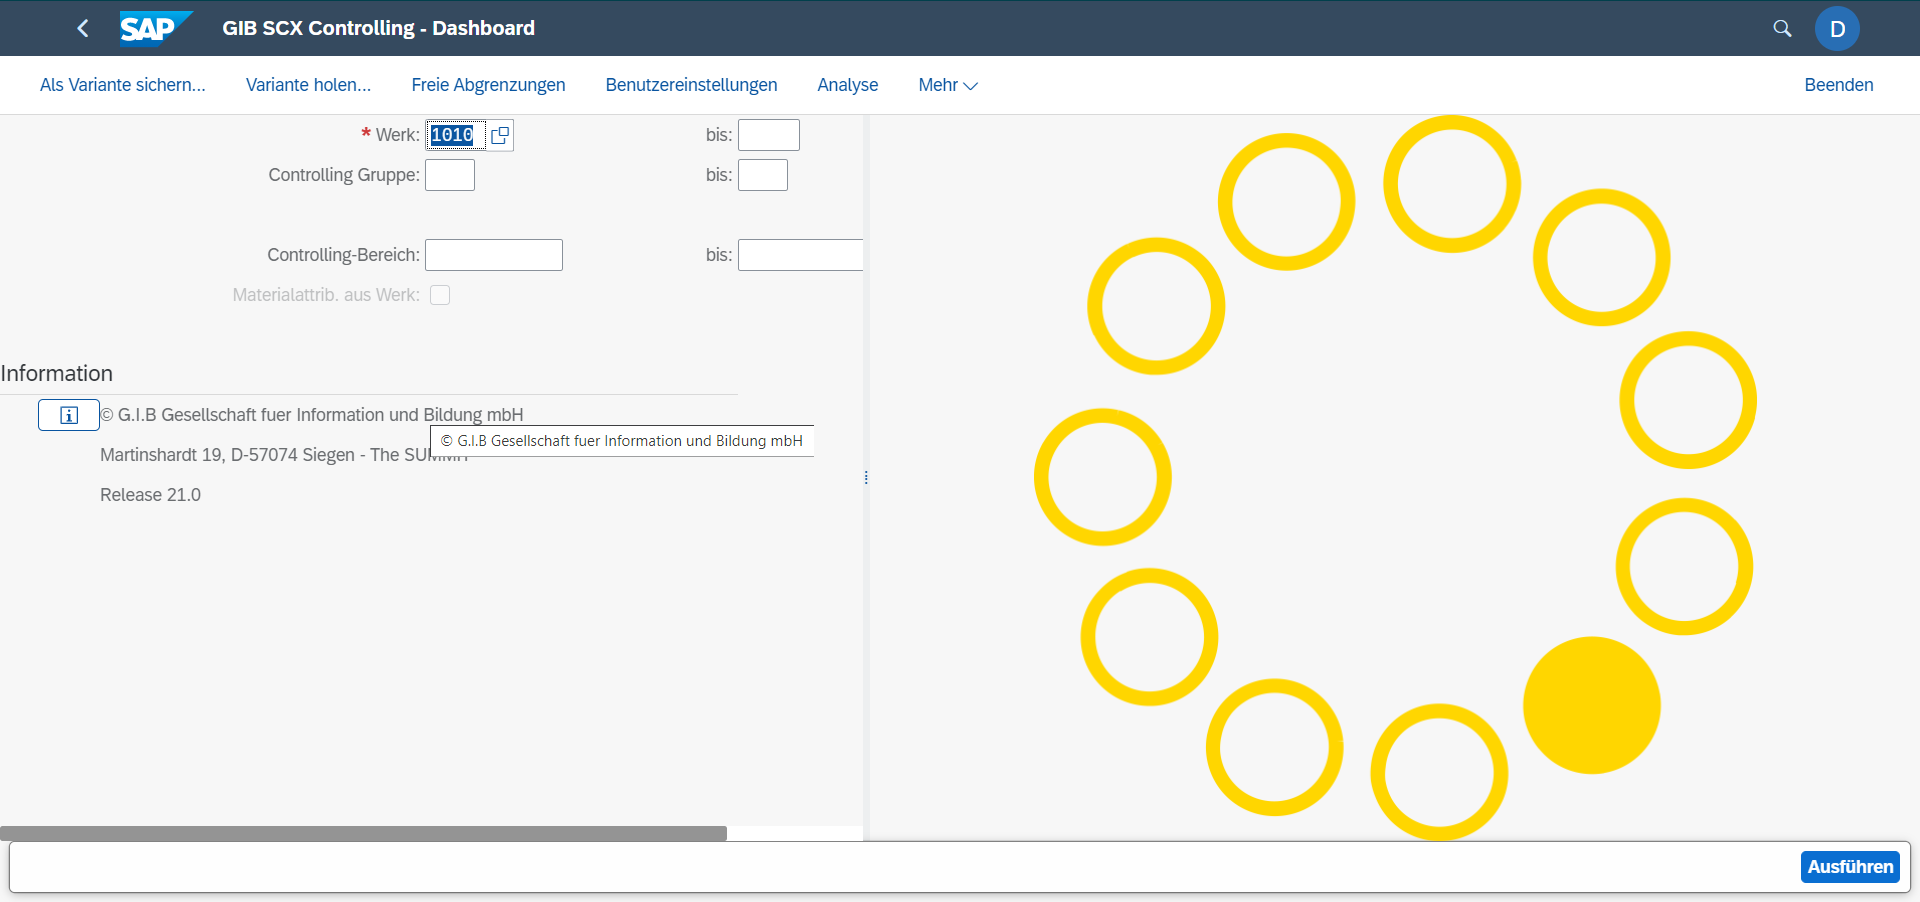 SAP GIB SCX Controlling - Dashboard D
Als Variante sichern... Variante holen... Freie Abgrenzungen Benutzereinstellungen Analyse Mehr Beenden
* Werk: 1010 bis:
Controlling Gruppe: bis:
Controlling-Bereich: bis:
Materialattrib. aus Werk:
Information
© G.I.B Gesellschaft fuer Information und Bildung mbH
© G.I.B Gesellschaft fuer Information und Bildung mbH
Martinshardt 19, D-57074 Siegen - The
Release 21.0
Ausführen